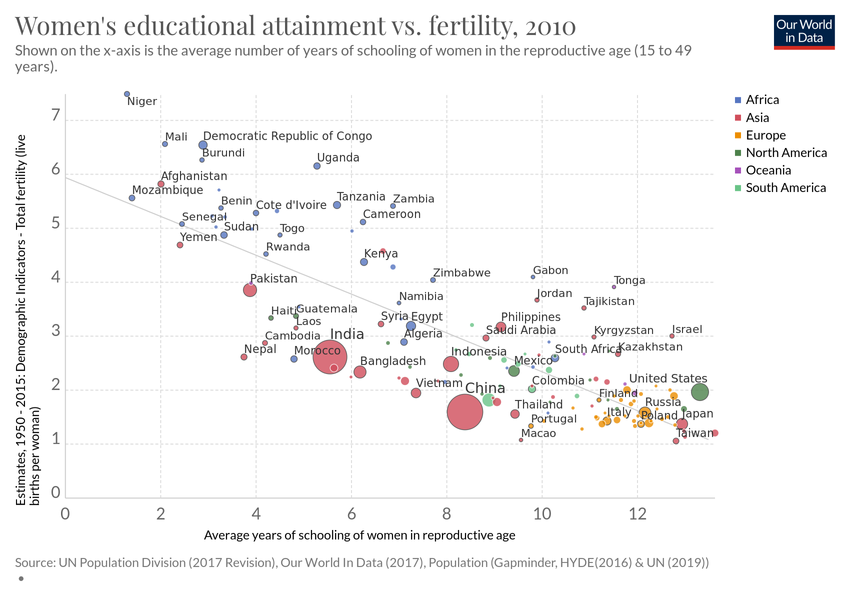 Women's educational attainment vs. fertility, 2010
Our World
in Data
Shown on the x-axis is the average number of years of schooling of women in the reproductive age (15 to 49
years).
Estimates, 1950 - 2015: Demographic Indicators - Total fertility (live
births per woman)
7
6
5
4
3
2
1
0
Niger
Mali
Democratic Republic of Congo
Burundi
Uganda
Afghanistan
Mozambique
Benin
Cote d'Ivoire
Tanzania
Zambia
Senegal
Sudan
Togo
Cameroon
Yemen
Rwanda
Kenya
Pakistan
Zimbabwe
Gabon
Tonga
Namibia
Jordan
Tajikistan
Haiti
Guatemala
Laos
Syria
Egypt
Philippines
Cambodia
India
Algeria
Saudi Arabia
Kyrgyzstan
Israel
Nepal
Morocco
Indonesia
South Africa
Kazakhstan
Bangladesh
Mexico
Vietnam
China
Colombia
United States
Finland
Thailand
Portugal
Italy
Russia
Poland
Japan
Macao
Taiwan
0
2
4
6
8
10
12
Average years of schooling of women in reproductive age
Africa
Asia
Europe
North America
Oceania
South America
Source: UN Population Division (2017 Revision), Our World In Data (2017), Population (Gapminder, HYDE(2016) & UN (2019))